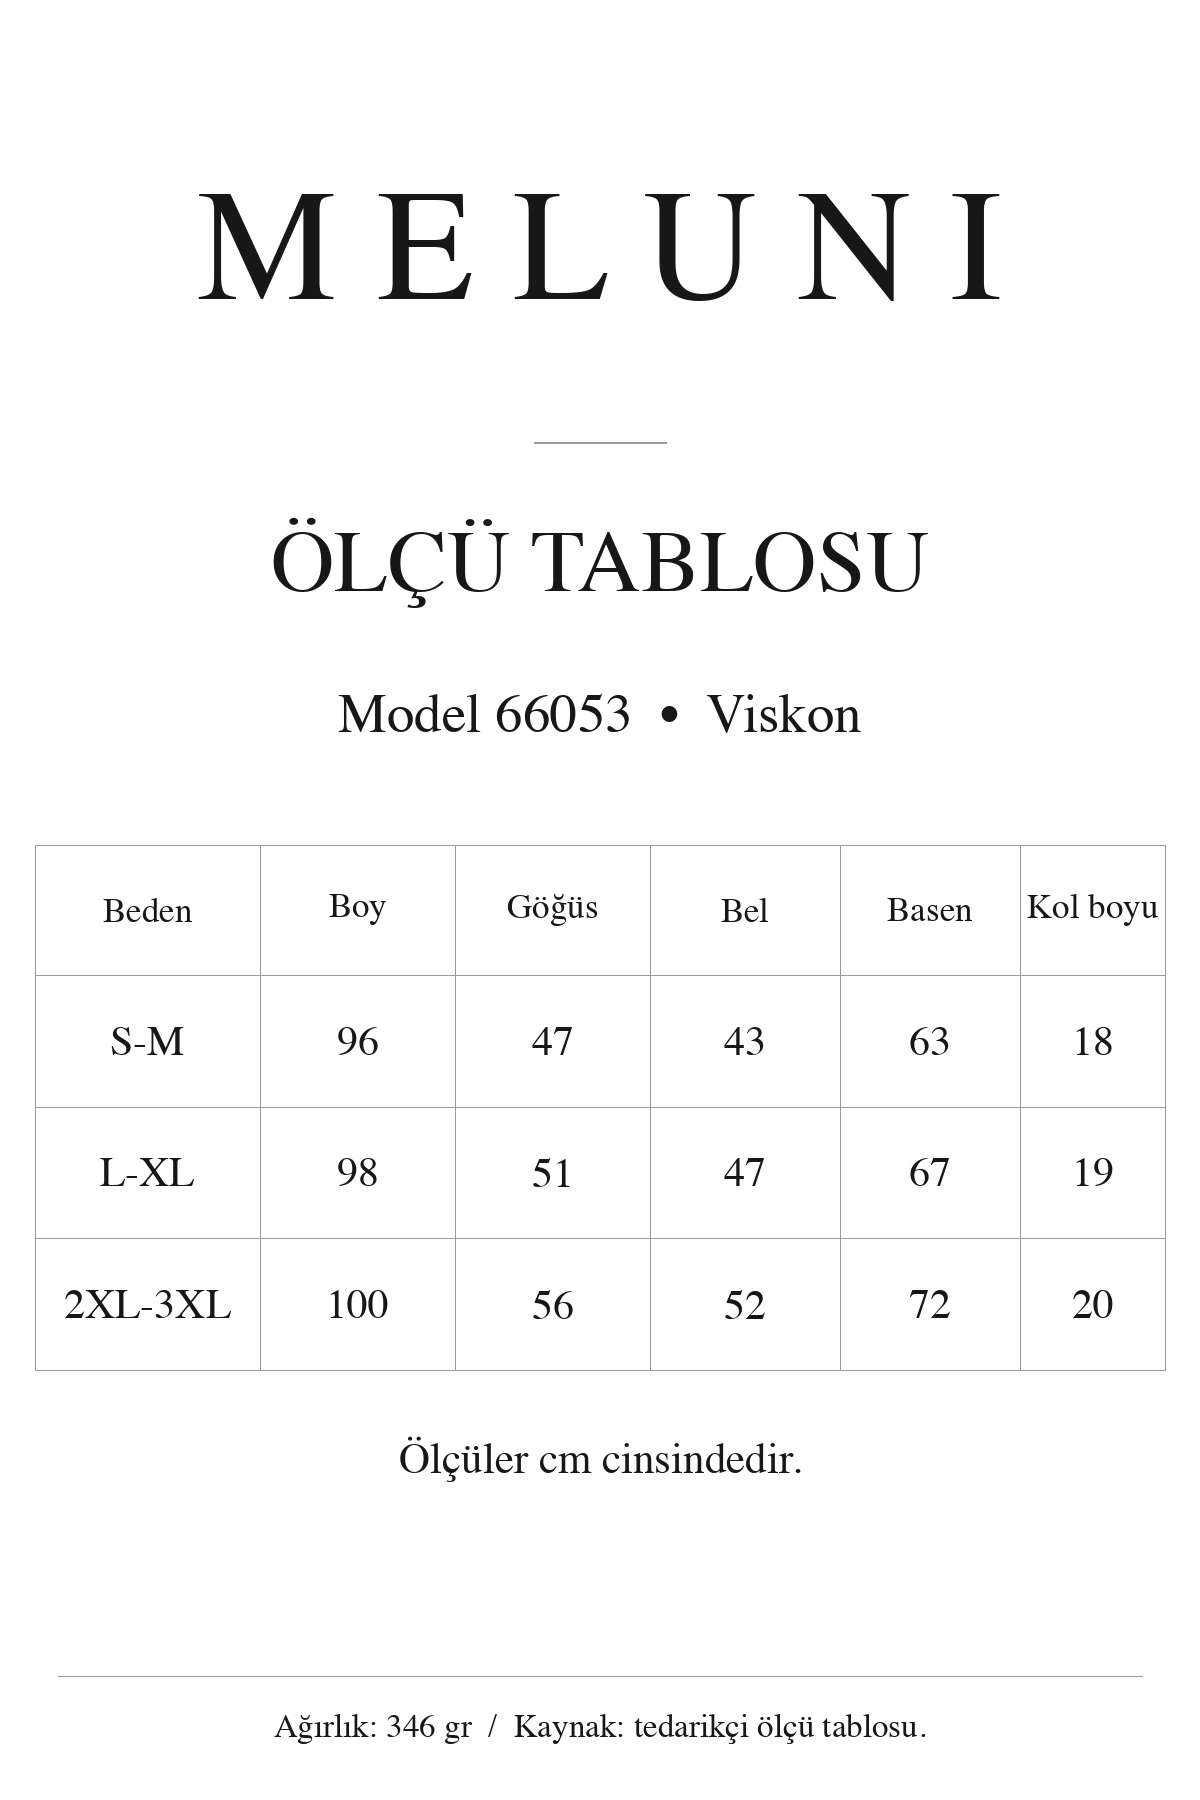 MELUNI
ÖLÇÜ TABLOSU
Model 66053 • Viskon
Beden Boy Göğüs Bel Basen Kol boyu
S-M 96 47 43 63 18
L-XL 98 51 47 67 19
2XL-3XL 100 56 52 72 20
Ölçüler cm cinsindedir.
Ağırlık: 346 gr / Kaynak: tedarikçi ölçü tablosu.